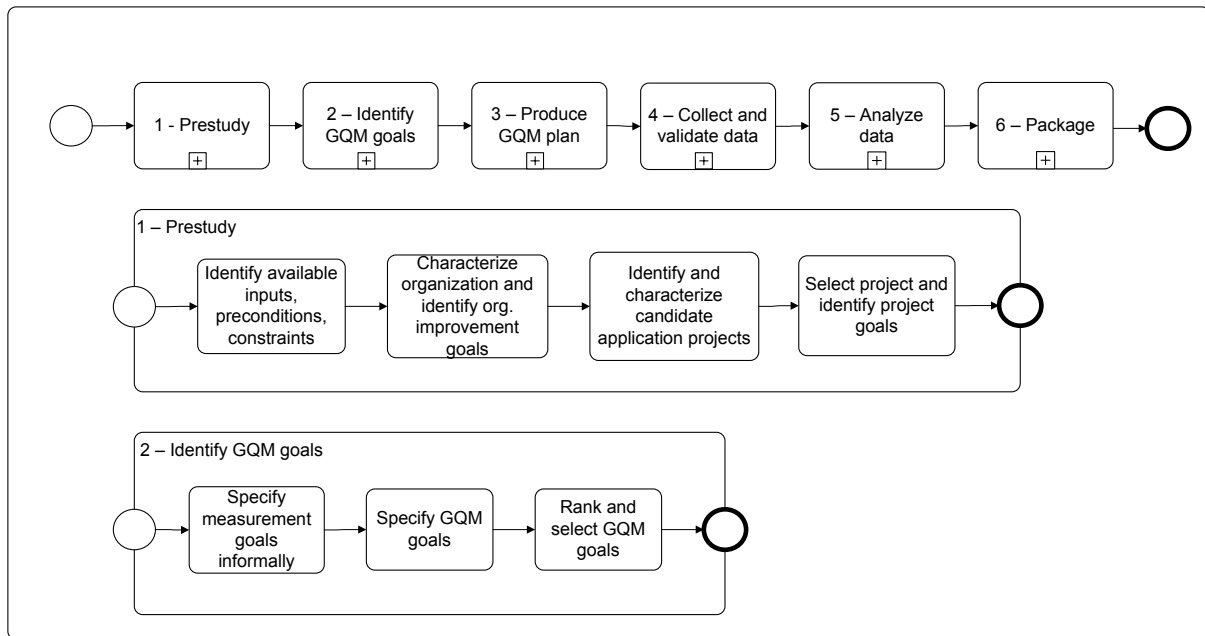 1 - Prestudy
+
2 – Identify
GQM goals
+
3 – Produce
GQM plan
+
4 – Collect and
validate data
+
5 – Analyze
data
+
6 – Package
+
1 – Prestudy
Identify available
inputs,
preconditions,
constraints
Characterize
organization and
identify org.
improvement
goals
Identify and
characterize
candidate
application projects
Select project and
identify project
goals
2 – Identify GQM goals
Specify
measurement
goals
informally
Specify GQM
goals
Rank and
select GQM
goals